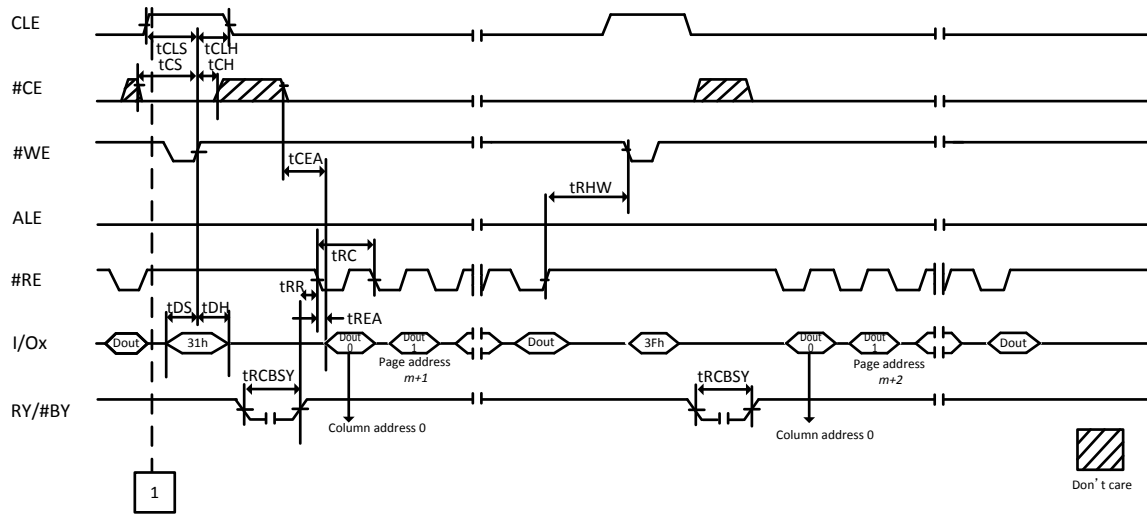 CLE
tCLS tCLH
tCS tCH
#CE
#WE
tCEA
tRHW
ALE
tRC
#RE
tRR
tDS tDH
tREA
I/Ox
Dout 31h Dout 0 Dout 1 Dout 3Fh Dout 0 Dout 1 Dout
Page address
m+1
Page address
m+2
tRCBSY tRCBSY
RY/#BY
Column address 0 Column address 0
1
Don't care